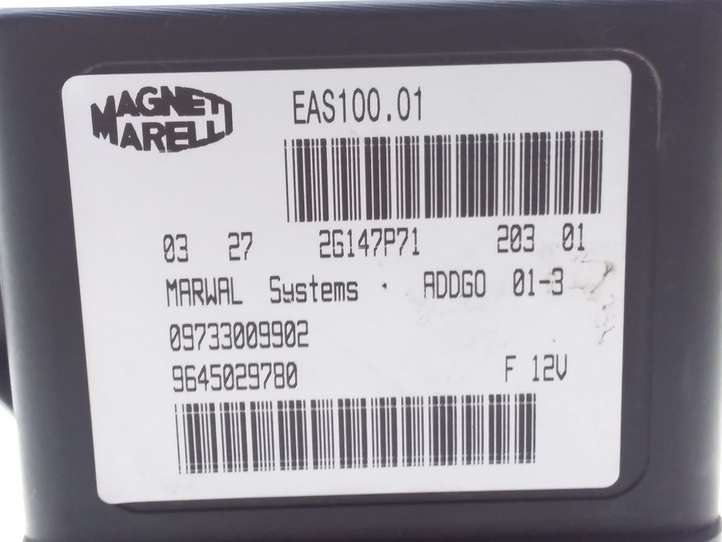 MAGNETI
MARELLI
EAS100.01
03 27 2G147P71 203 01
MARWAL Systems · ADDGO 01-3
09733009902
9645029780 F 12V